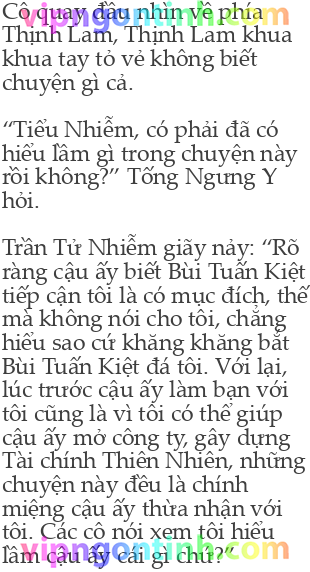 Cô quay đầu nhìn về phía
Thịnh Lam, Thịnh Lam khua
khua tay tỏ vẻ không biết
chuyện gì cả.
“Tiểu Nhiễm, có phải đã có
hiểu lầm gì trong chuyện này
rồi không?” Tống Ngưng Y
hỏi.
Trần Tử Nhiễm giãy nảy: “Rõ
ràng cậu ấy biết Bùi Tuấn Kiệt
tiếp cận tôi là có mục đích, thế
mà không nói cho tôi, chẳng
hiểu sao cứ khăng khăng bắt
Bùi Tuấn Kiệt đá tôi. Với lại,
lúc trước cậu ấy làm bạn với
tôi cũng là vì tôi có thể giúp
cậu ấy mở công ty, gây dựng
Tài chính Thiên Nhiên, những
chuyện này đều là chính
miệng cậu ấy thừa nhận với
tôi. Các cô nói xem tôi hiểu
lầm cậu ấy cái gì chứ?”
vipngontinh.com
vipngontinh.com